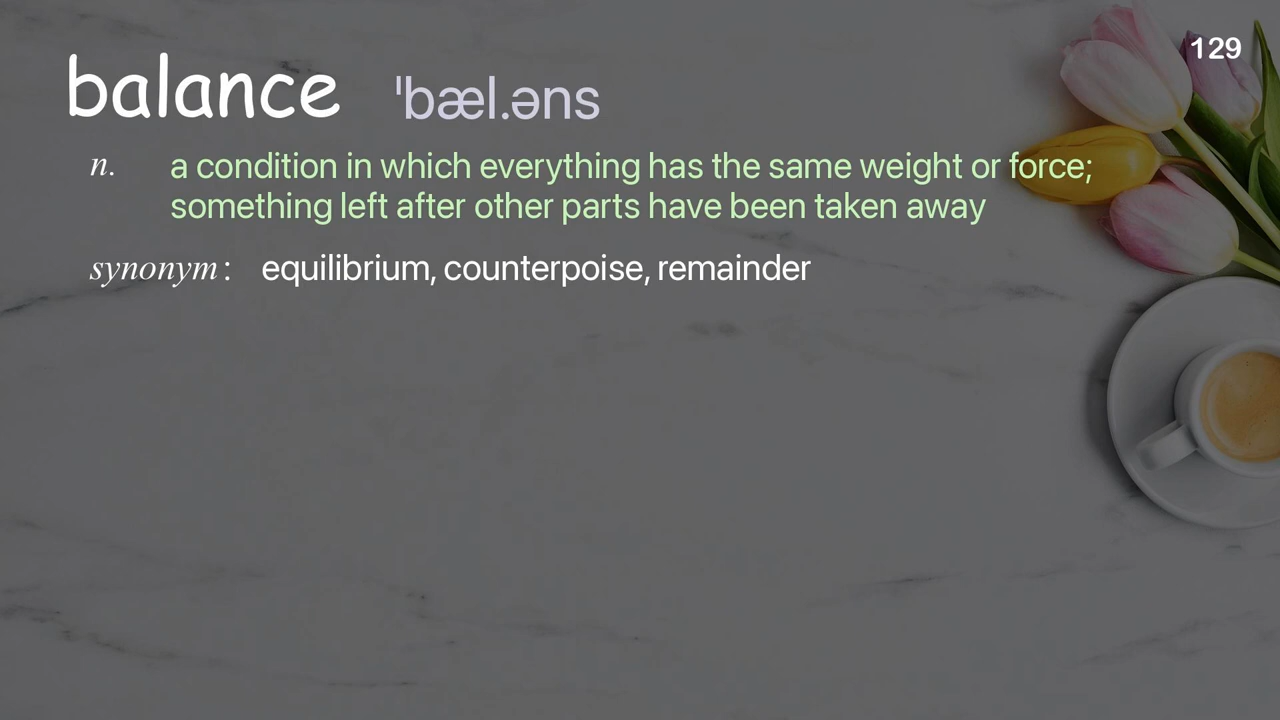 129
balance ˈbæl.əns
n. a condition in which everything has the same weight or force;
something left after other parts have been taken away
synonym: equilibrium, counterpoise, remainder